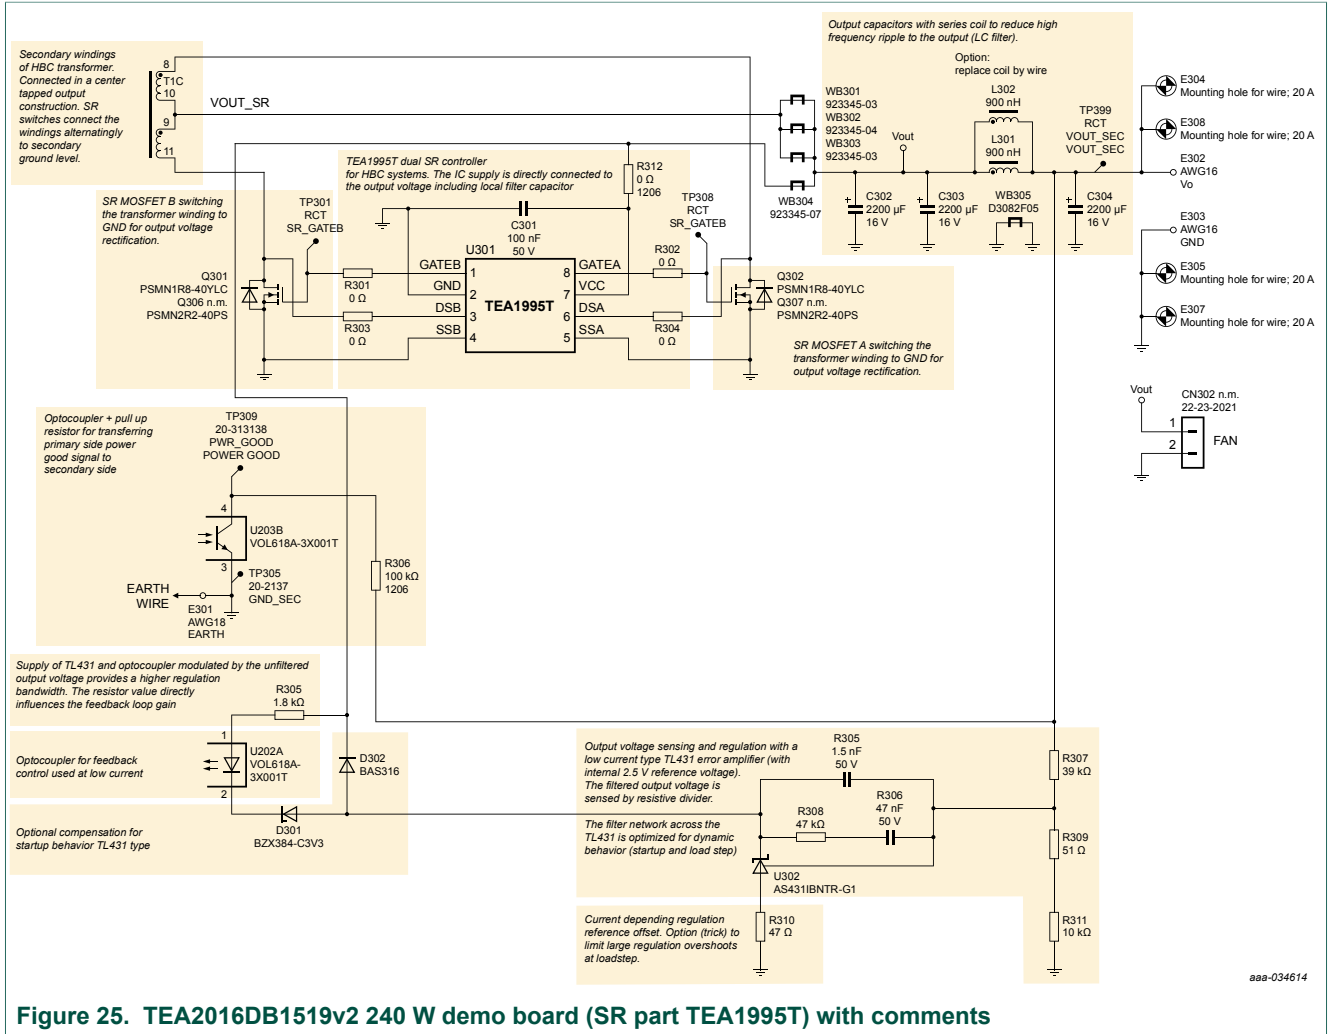 Secondary windings
of HBC transformer.
Connected in a center
tapped output
construction. SR
switches connect the
windings alternatingly
to secondary
ground level.
8
T1C
10
9
11
VOUT_SR
Output capacitors with series coil to reduce high
frequency ripple to the output (LC filter).
Option:
replace coil by wire
L302
900 nH
L301
900 nH
WB301
923345-03
WB302
923345-04
WB303
923345-03
WB304
923345-07
Vout
TP399
RCT
VOUT_SEC
VOUT_SEC
+
C302
2200 µF
16 V
+
C303
2200 µF
16 V
WB305
D3082F05
+
C304
2200 µF
16 V
E304
Mounting hole for wire; 20 A
E308
Mounting hole for wire; 20 A
E302
AWG16
Vo
E303
AWG16
GND
E305
Mounting hole for wire; 20 A
E307
Mounting hole for wire; 20 A
TEA1995T dual SR controller
for HBC systems. The IC supply is directly connected to
the output voltage including local filter capacitor
R312
0 Ω
1206
SR MOSFET B switching
the transformer winding to
GND for output voltage
rectification.
TP301
RCT
SR_GATEB
C301
100 nF
50 V
TP308
RCT
SR_GATEB
Q301
PSMN1R8-40YLC
Q306 n.m.
PSMN2R2-40PS
R301
0 Ω
R303
0 Ω
U301
TEA1995T
GATEB 1
GND 2
DSB 3
SSB 4
8 GATEA
7 VCC
6 DSA
5 SSA
R302
0 Ω
R304
0 Ω
Q302
PSMN1R8-40YLC
Q307 n.m.
PSMN2R2-40PS
SR MOSFET A switching the
transformer winding to GND for
output voltage rectification.
Vout
CN302 n.m.
22-23-2021
1
2
FAN
Optocoupler + pull up
resistor for transferring
primary side power
good signal to
secondary side
TP309
20-313138
PWR_GOOD
POWER GOOD
4
U203B
VOL618A-3X001T
3
TP305
20-2137
GND_SEC
EARTH
WIRE
E301
AWG18
EARTH
R306
100 kΩ
1206
Supply of TL431 and optocoupler modulated by the unfiltered
output voltage provides a higher regulation
bandwidth. The resistor value directly
influences the feedback loop gain
R305
1.8 kΩ
Optocoupler for feedback
control used at low current
1
U202A
VOL618A-
3X001T
2
D302
BAS316
Optional compensation for
startup behavior TL431 type
D301
BZX384-C3V3
Output voltage sensing and regulation with a
low current type TL431 error amplifier (with
internal 2.5 V reference voltage).
The filtered output voltage is
sensed by resistive divider.
The filter network across the
TL431 is optimized for dynamic
behavior (startup and load step)
R305
1.5 nF
50 V
R308
47 kΩ
R306
47 nF
50 V
U302
AS431IBNTR-G1
R307
39 kΩ
R309
51 Ω
R311
10 kΩ
Current depending regulation
reference offset. Option (trick) to
limit large regulation overshoots
at loadstep.
R310
47 Ω
aaa-034614
Figure 25. TEA2016DB1519v2 240 W demo board (SR part TEA1995T) with comments